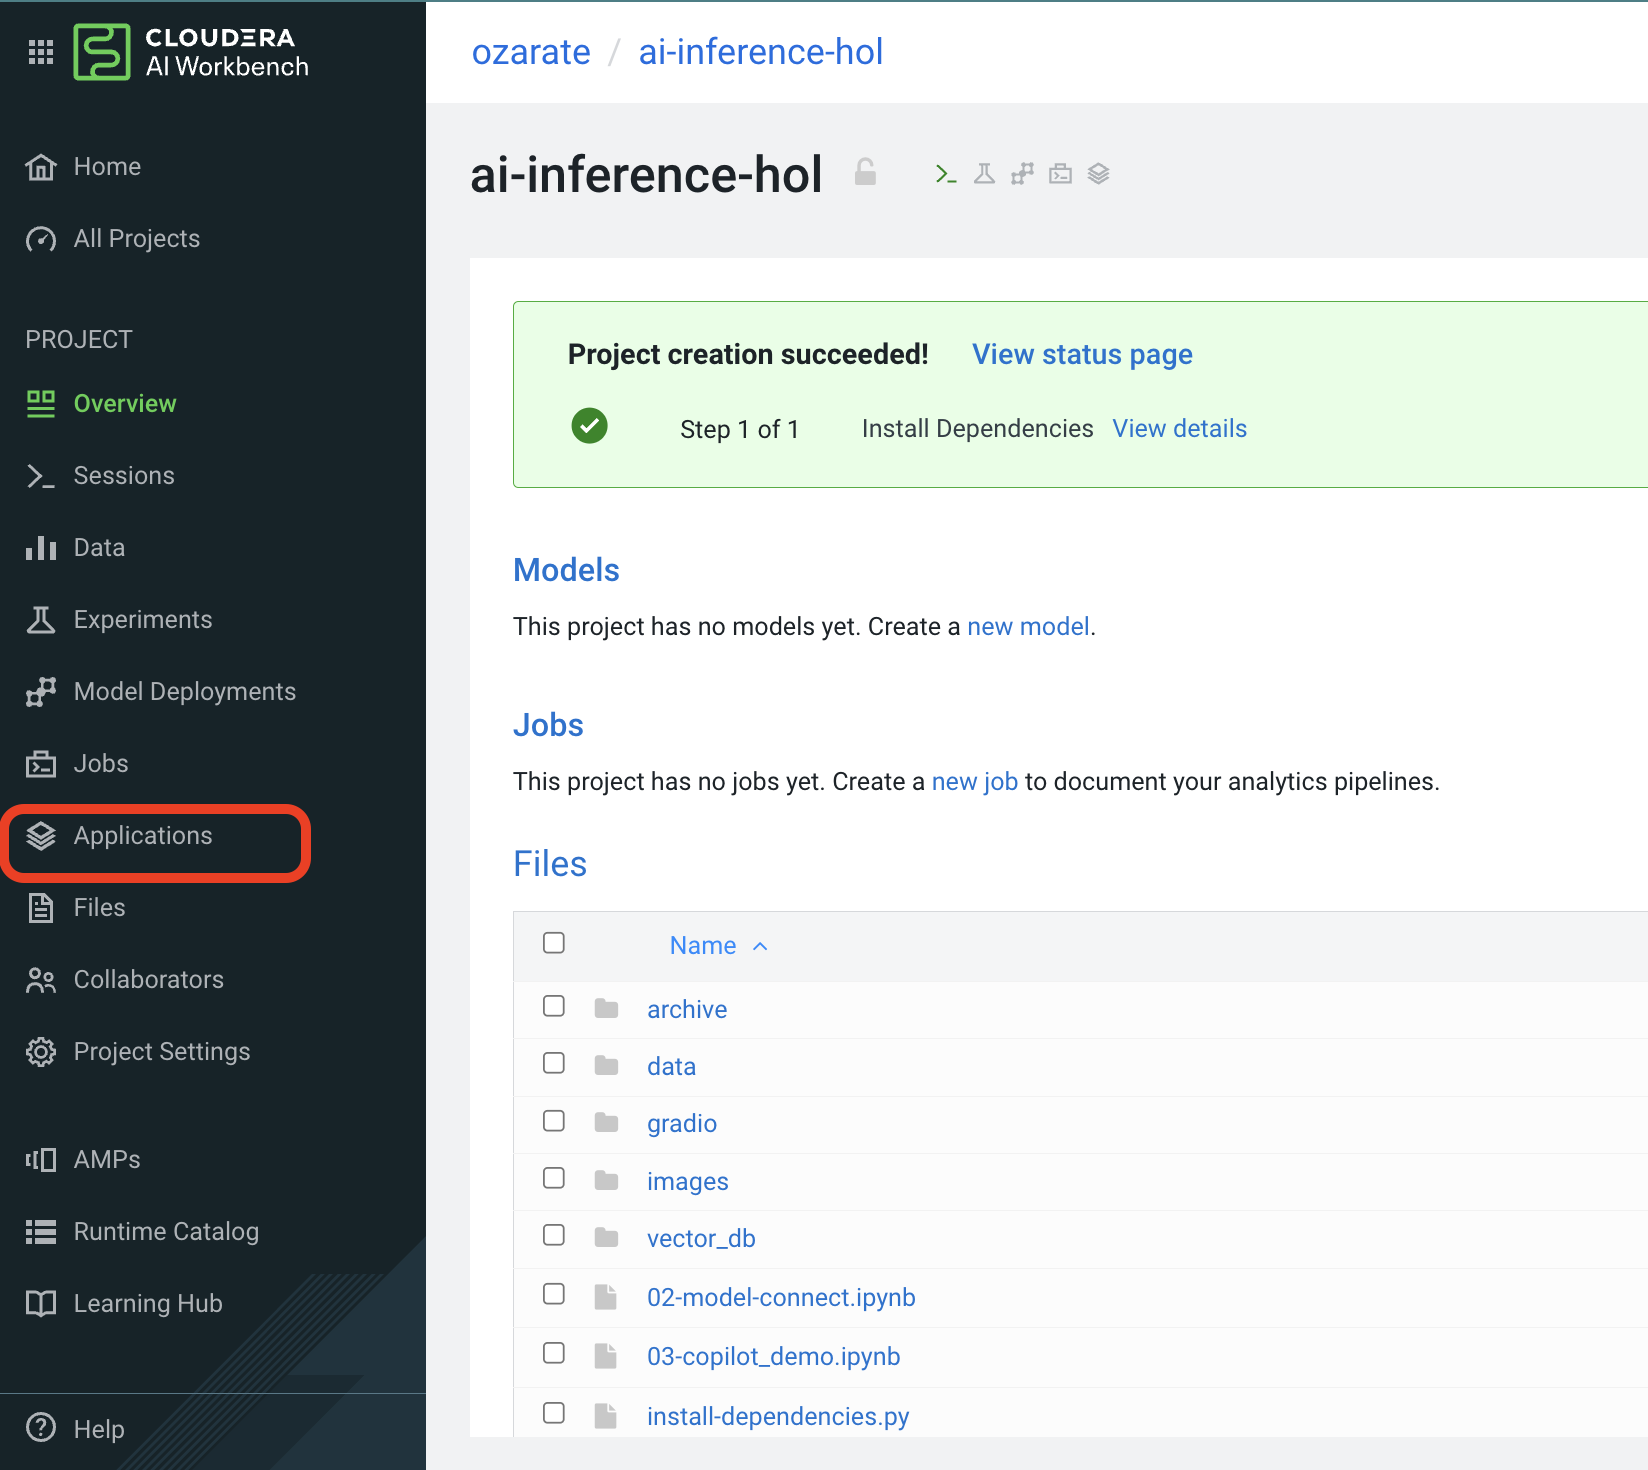 CLOUDERA
AI Workbench
Home
All Projects
PROJECT
Overview
Sessions
Data
Experiments
Model Deployments
Jobs
Applications
Files
Collaborators
Project Settings
AMPs
Runtime Catalog
Learning Hub
Help
ozarate / ai-inference-hol
ai-inference-hol
Project creation succeeded! View status page
Step 1 of 1 Install Dependencies View details
Models
This project has no models yet. Create a new model.
Jobs
This project has no jobs yet. Create a new job to document your analytics pipelines.
Files
Name
archive
data
gradio
images
vector_db
02-model-connect.ipynb
03-copilot_demo.ipynb
install-dependencies.py